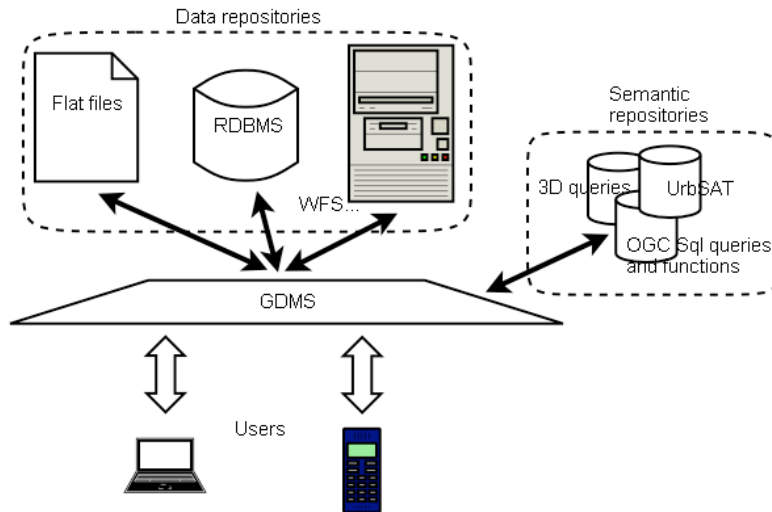 Data repositories
Flat files
RDBMS
WFS...
Semantic
repositories
3D queries
UrbSAT
OGC Sql queries
and functions
GDMS
Users